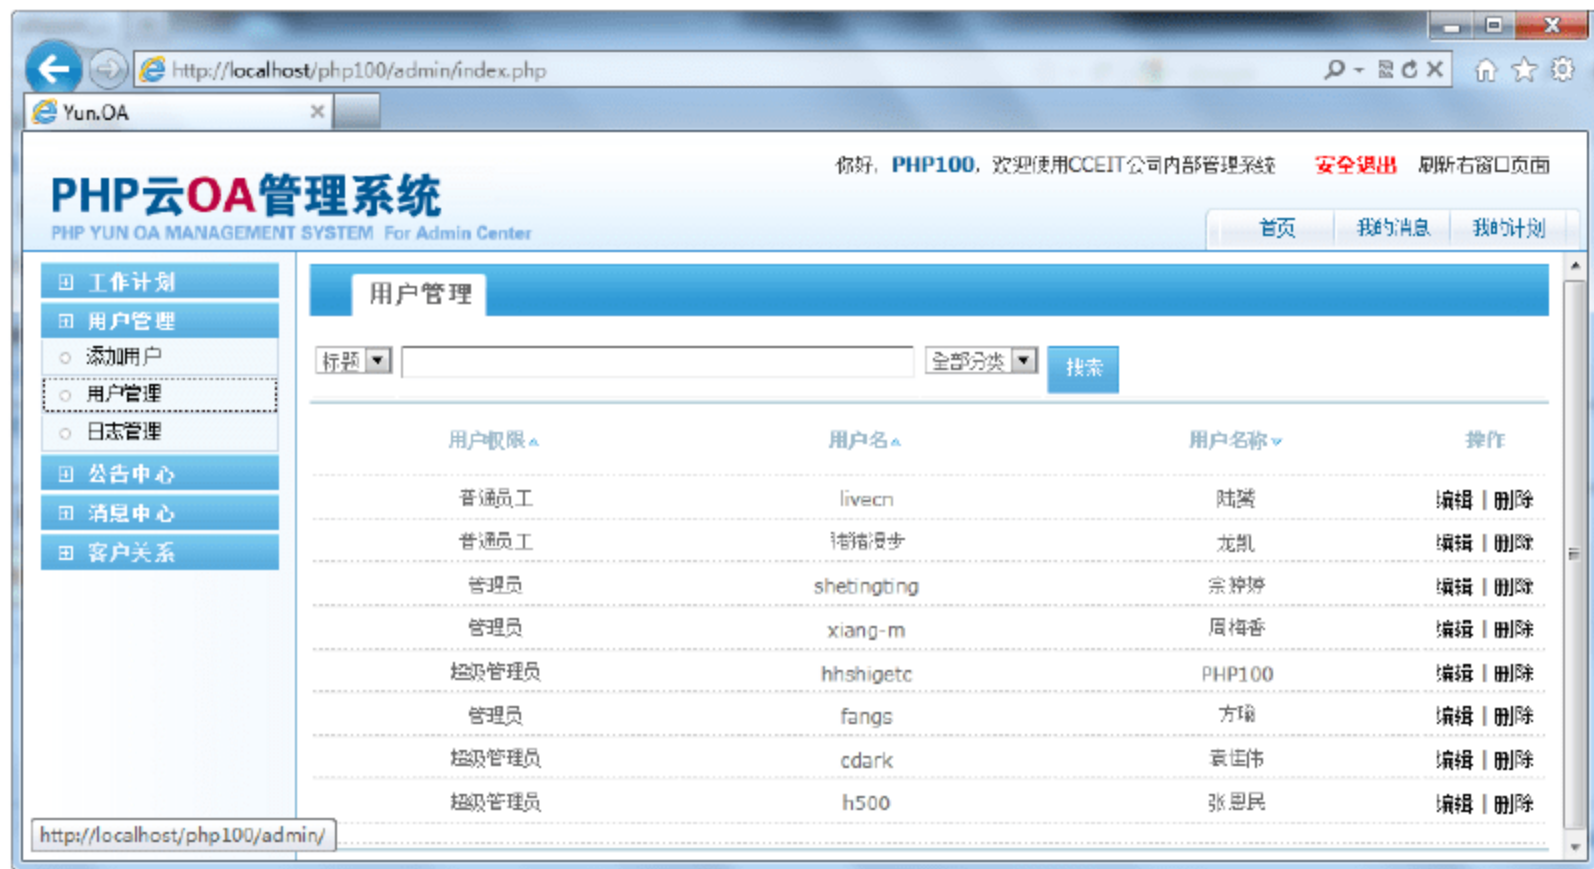 http://localhost/php100/admin/index.php
Yun.OA
你好, PHP100, 欢迎使用CCEIT公司内部管理系统 安全退出 刷新右窗口页面
PHP云OA管理系统
PHP YUN OA MANAGEMENT SYSTEM For Admin Center
首页 我的消息 我的计划
工作计划
用户管理
添加用户
用户管理
日志管理
公告中心
消息中心
客户关系
用户管理
标题 全部分类 搜索
用户权限 用户名 用户名称 操作
普通员工 livecn 陆 编辑 | 删除
普通员工 猪猪漫步 龙凯 编辑 | 删除
管理员 shetingting 婷婷 编辑 | 删除
管理员 xiang-m 周梅香 编辑 | 删除
超级管理员 hhshigetc PHP100 编辑 | 删除
管理员 fangs 方瑜 编辑 | 删除
超级管理员 cdark 袁佳伟 编辑 | 删除
超级管理员 h500 张恩民 编辑 | 删除
http://localhost/php100/admin/